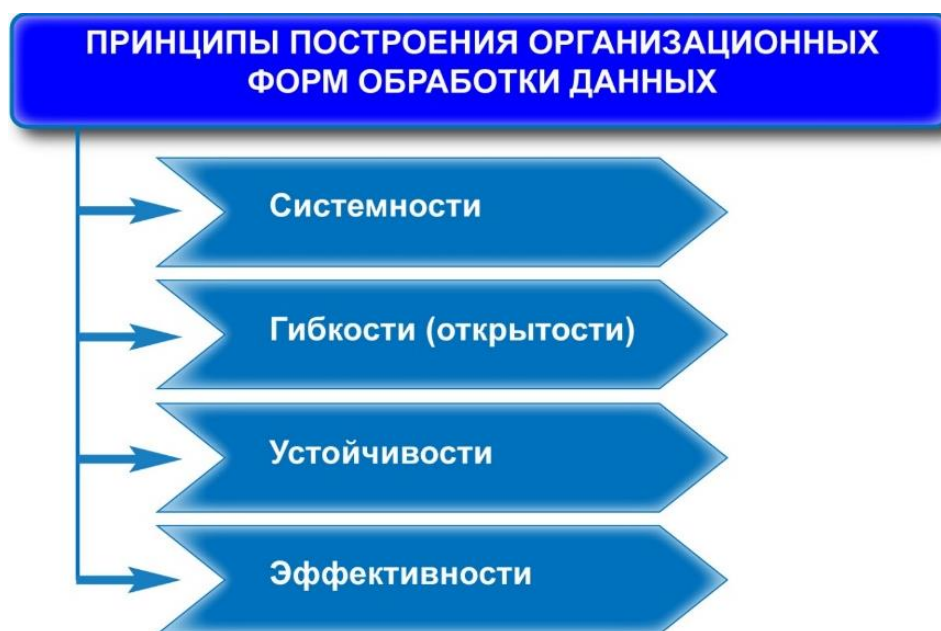 ПРИНЦИПЫ ПОСТРОЕНИЯ ОРГАНИЗАЦИОННЫХ
ФОРМ ОБРАБОТКИ ДАННЫХ
Системности
Гибкости (открытости)
Устойчивости
Эффективности